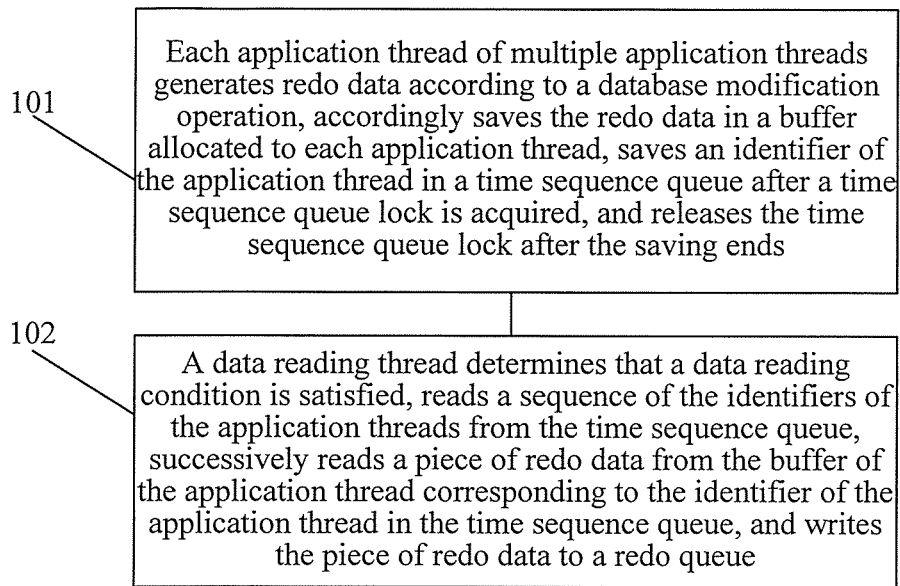 101
Each application thread of multiple application threads
generates redo data according to a database modification
operation, accordingly saves the redo data in a buffer
allocated to each application thread, saves an identifier of
the application thread in a time sequence queue after a time
sequence queue lock is acquired, and releases the time
sequence queue lock after the saving ends
102
A data reading thread determines that a data reading
condition is satisfied, reads a sequence of the identifiers of
the application threads from the time sequence queue,
successively reads a piece of redo data from the buffer of
the application thread corresponding to the identifier of the
application thread in the time sequence queue, and writes
the piece of redo data to a redo queue